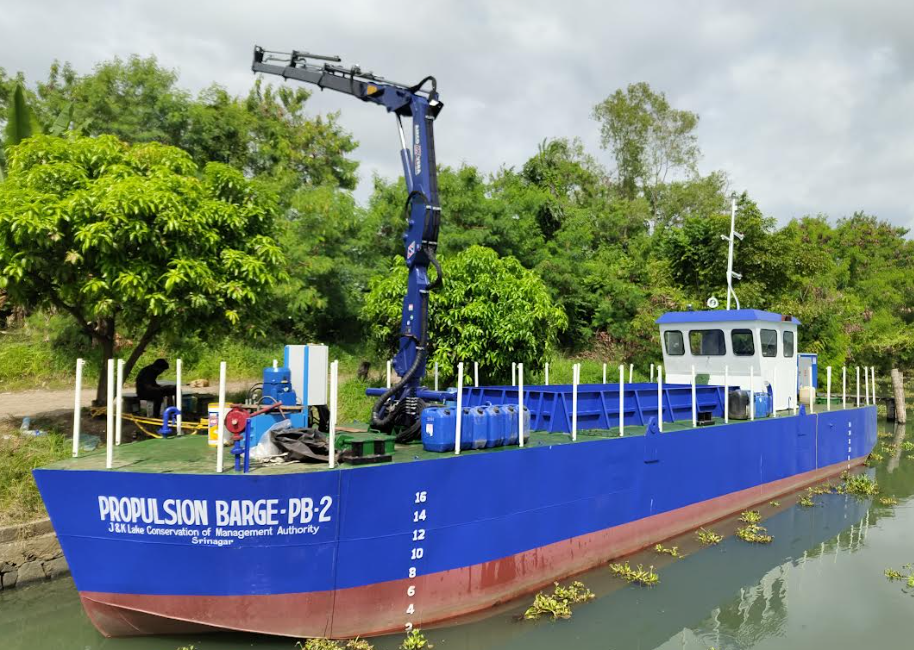 PROPULSION BARGE-PB-2
J&K Lake Conservation of Management Authority
Srinagar
16
14
12
10
8
6
4
2